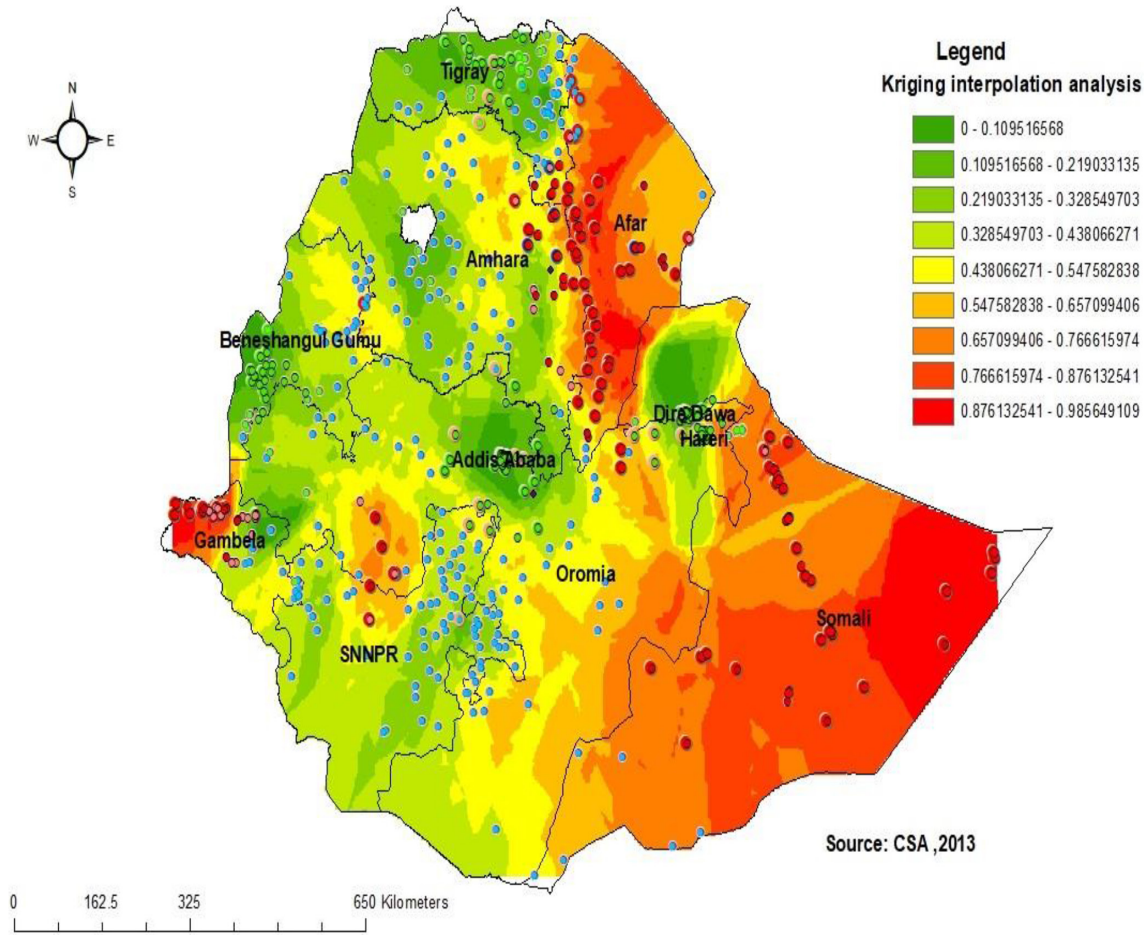 Legend
Kriging interpolation analysis
0 - 0.109516568
0.109516568 - 0.219033135
0.219033135 - 0.328549703
0.328549703 - 0.438066271
0.438066271 - 0.547582838
0.547582838 - 0.657099406
0.657099406 - 0.766615974
0.766615974 - 0.876132541
0.876132541 - 0.985649109
N
W E
S
Tigray
Afar
Amhara
Beneshangul Gumu
Dire Dawa
Hareri
Addis Ababa
Gambela
Oromia
Somali
SNNPR
Source: CSA ,2013
0 162.5 325 650 Kilometers